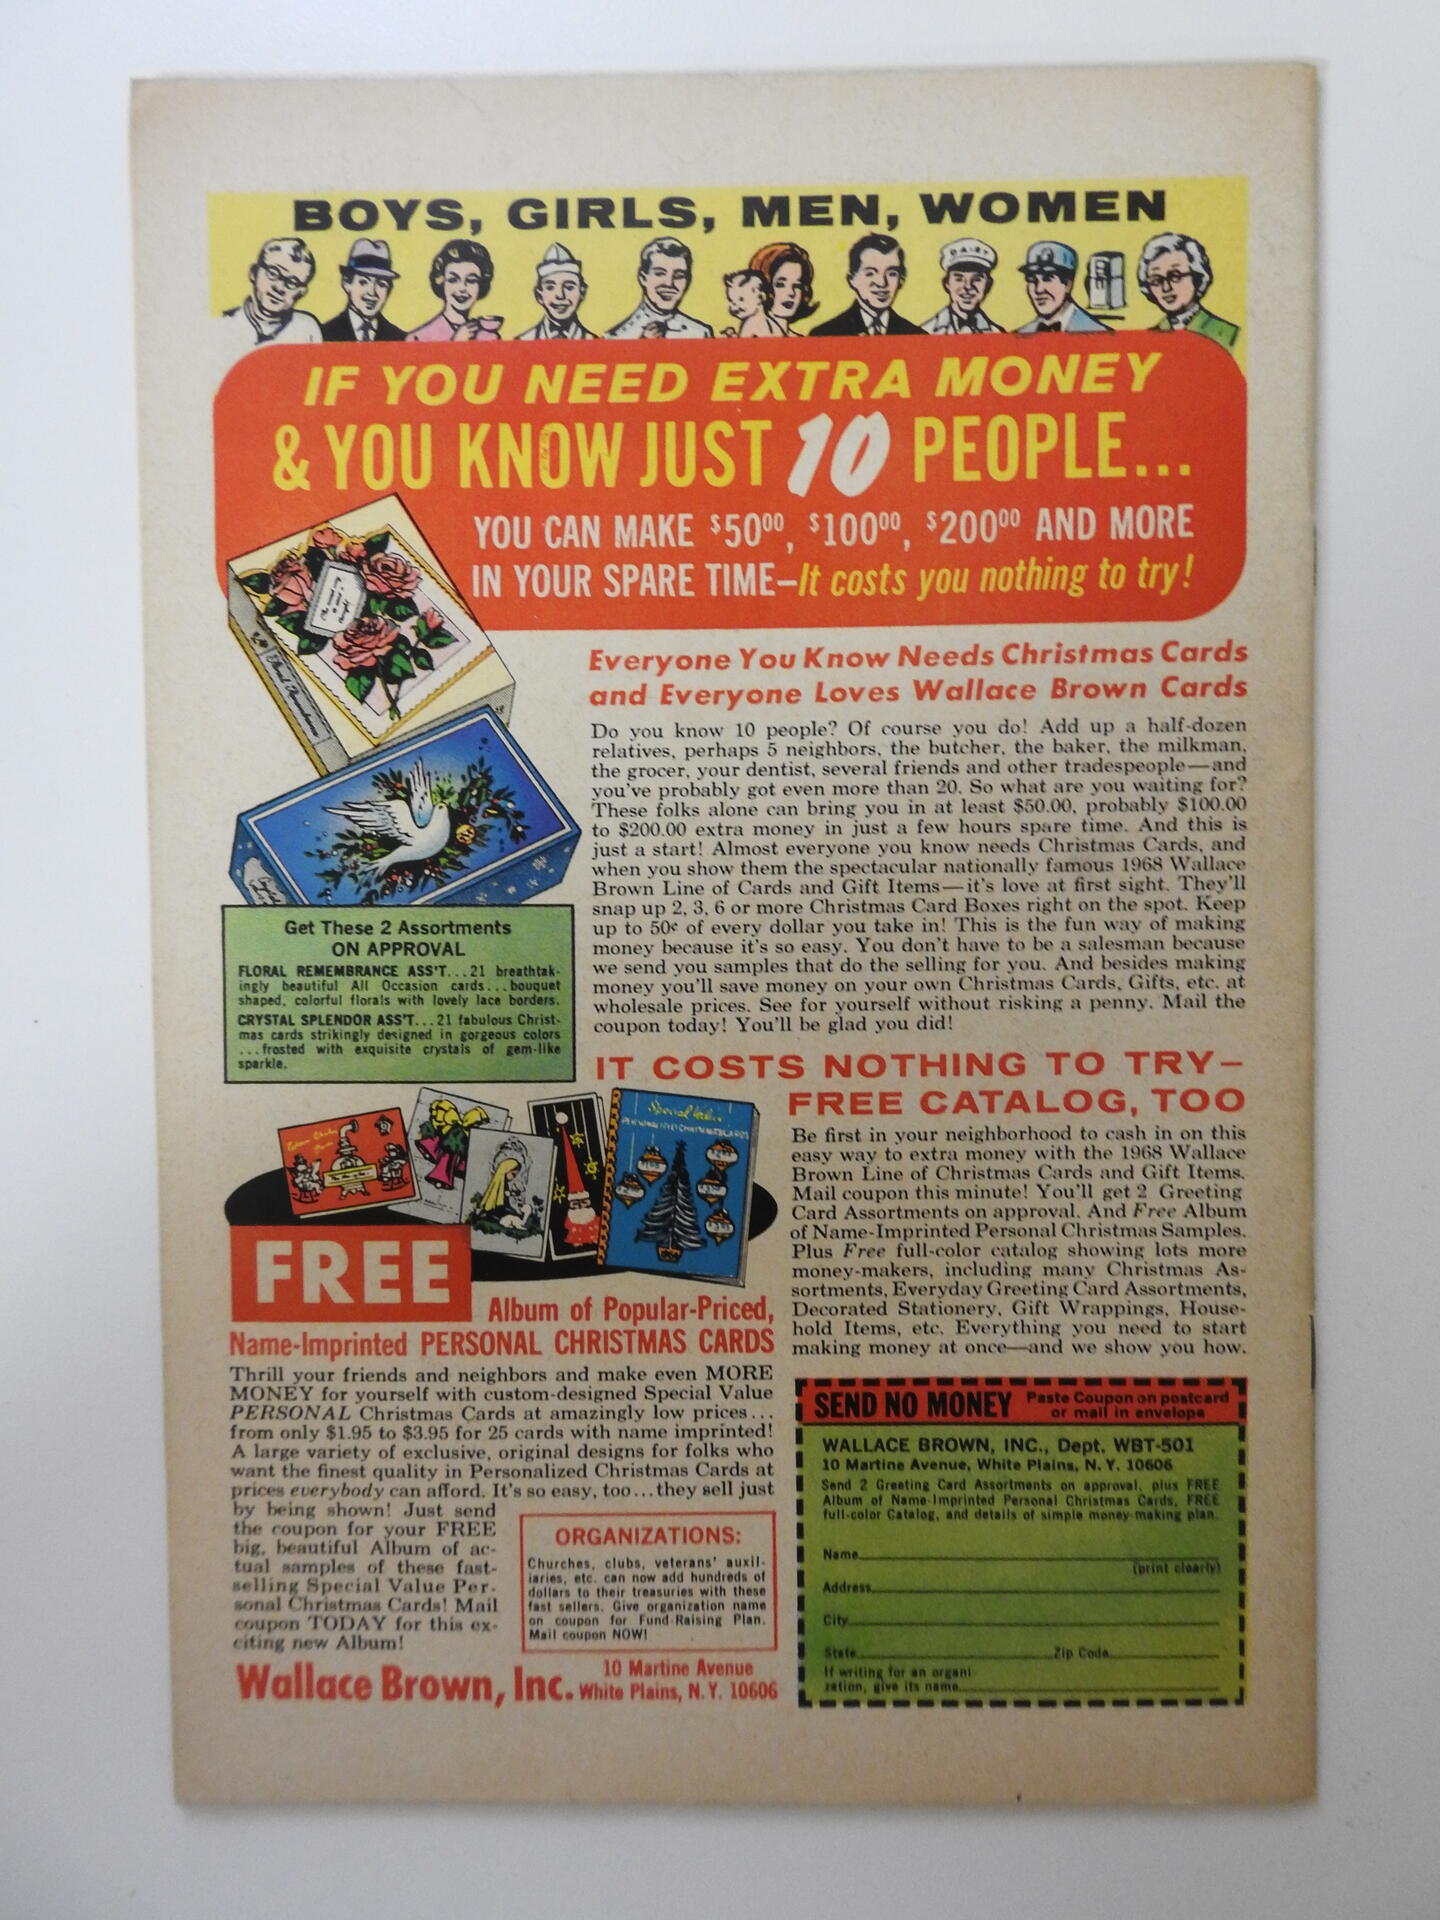 BOYS, GIRLS, MEN, WOMEN
DAIRY
IF YOU NEED EXTRA MONEY
& YOU KNOW JUST 10 PEOPLE...
YOU CAN MAKE $50⁰⁰, $100⁰⁰, $200⁰⁰ AND MORE
IN YOUR SPARE TIME—It costs you nothing to try!
Everyone You Know Needs Christmas Cards
and Everyone Loves Wallace Brown Cards
Do you know 10 people? Of course you do! Add up a half-dozen
relatives, perhaps 5 neighbors, the butcher, the baker, the milkman,
the grocer, your dentist, several friends and other tradespeople—and
you've probably got even more than 20. So what are you waiting for?
These folks alone can bring you in at least $50.00, probably $100.00
to $200.00 extra money in just a few hours spare time. And this is
just a start! Almost everyone you know needs Christmas Cards, and
when you show them the spectacular nationally famous 1968 Wallace
Brown Line of Cards and Gift Items—it's love at first sight. They'll
snap up 2, 3, 6 or more Christmas Card Boxes right on the spot. Keep
up to 50¢ of every dollar you take in! This is the fun way of making
money because it's so easy. You don't have to be a salesman because
we send you samples that do the selling for you. And besides making
money you'll save money on your own Christmas Cards, Gifts, etc. at
wholesale prices. See for yourself without risking a penny. Mail the
coupon today! You'll be glad you did!
Get These 2 Assortments
ON APPROVAL
FLORAL REMEMBRANCE ASS'T...21 breathtak-
ingly beautiful All Occasion cards...bouquet
shaped, colorful florals with lovely lace borders.
CRYSTAL SPLENDOR ASS'T...21 fabulous Christ-
mas cards strikingly designed in gorgeous colors
...frosted with exquisite crystals of gem-like
sparkle.
IT COSTS NOTHING TO TRY—
FREE CATALOG, TOO
Be first in your neighborhood to cash in on this
easy way to extra money with the 1968 Wallace
Brown Line of Christmas Cards and Gift Items.
Mail coupon this minute! You'll get 2 Greeting
Card Assortments on approval. And Free Album
of Name-Imprinted Personal Christmas Samples.
Plus Free full-color catalog showing lots more
money-makers, including many Christmas As-
sortments, Everyday Greeting Card Assortments,
Decorated Stationery, Gift Wrappings, House-
hold Items, etc. Everything you need to start
making money at once—and we show you how.
Special Value
PERSONALIZED CHRISTMAS CARDS
FREE
Album of Popular-Priced,
Name-Imprinted PERSONAL CHRISTMAS CARDS
Thrill your friends and neighbors and make even MORE
MONEY for yourself with custom-designed Special Value
PERSONAL Christmas Cards at amazingly low prices...
from only $1.95 to $3.95 for 25 cards with name imprinted!
A large variety of exclusive, original designs for folks who
want the finest quality in Personalized Christmas Cards at
prices everybody can afford. It's so easy, too...they sell just
by being shown! Just send
the coupon for your FREE
big, beautiful Album of ac-
tual samples of these fast-
selling Special Value Per-
sonal Christmas Cards! Mail
coupon TODAY for this ex-
citing new Album!
ORGANIZATIONS:
Churches, clubs, veterans' auxil-
iaries, etc. can now add hundreds of
dollars to their treasuries with these
fast sellers. Give organization name
on coupon for Fund-Raising Plan.
Mail coupon NOW!
Wallace Brown, Inc. 10 Martine Avenue
White Plains, N. Y. 10606
SEND NO MONEY Paste Coupon on postcard
or mail in envelope
WALLACE BROWN, INC., Dept. WBT-501
10 Martine Avenue, White Plains, N. Y. 10606
Send 2 Greeting Card Assortments on approval, plus FREE
Album of Name-Imprinted Personal Christmas Cards, FREE
full-color Catalog, and details of simple money-making plan.
Name
(print clearly)
Address
City
State Zip Code
If writing for an organi-
zation, give its name